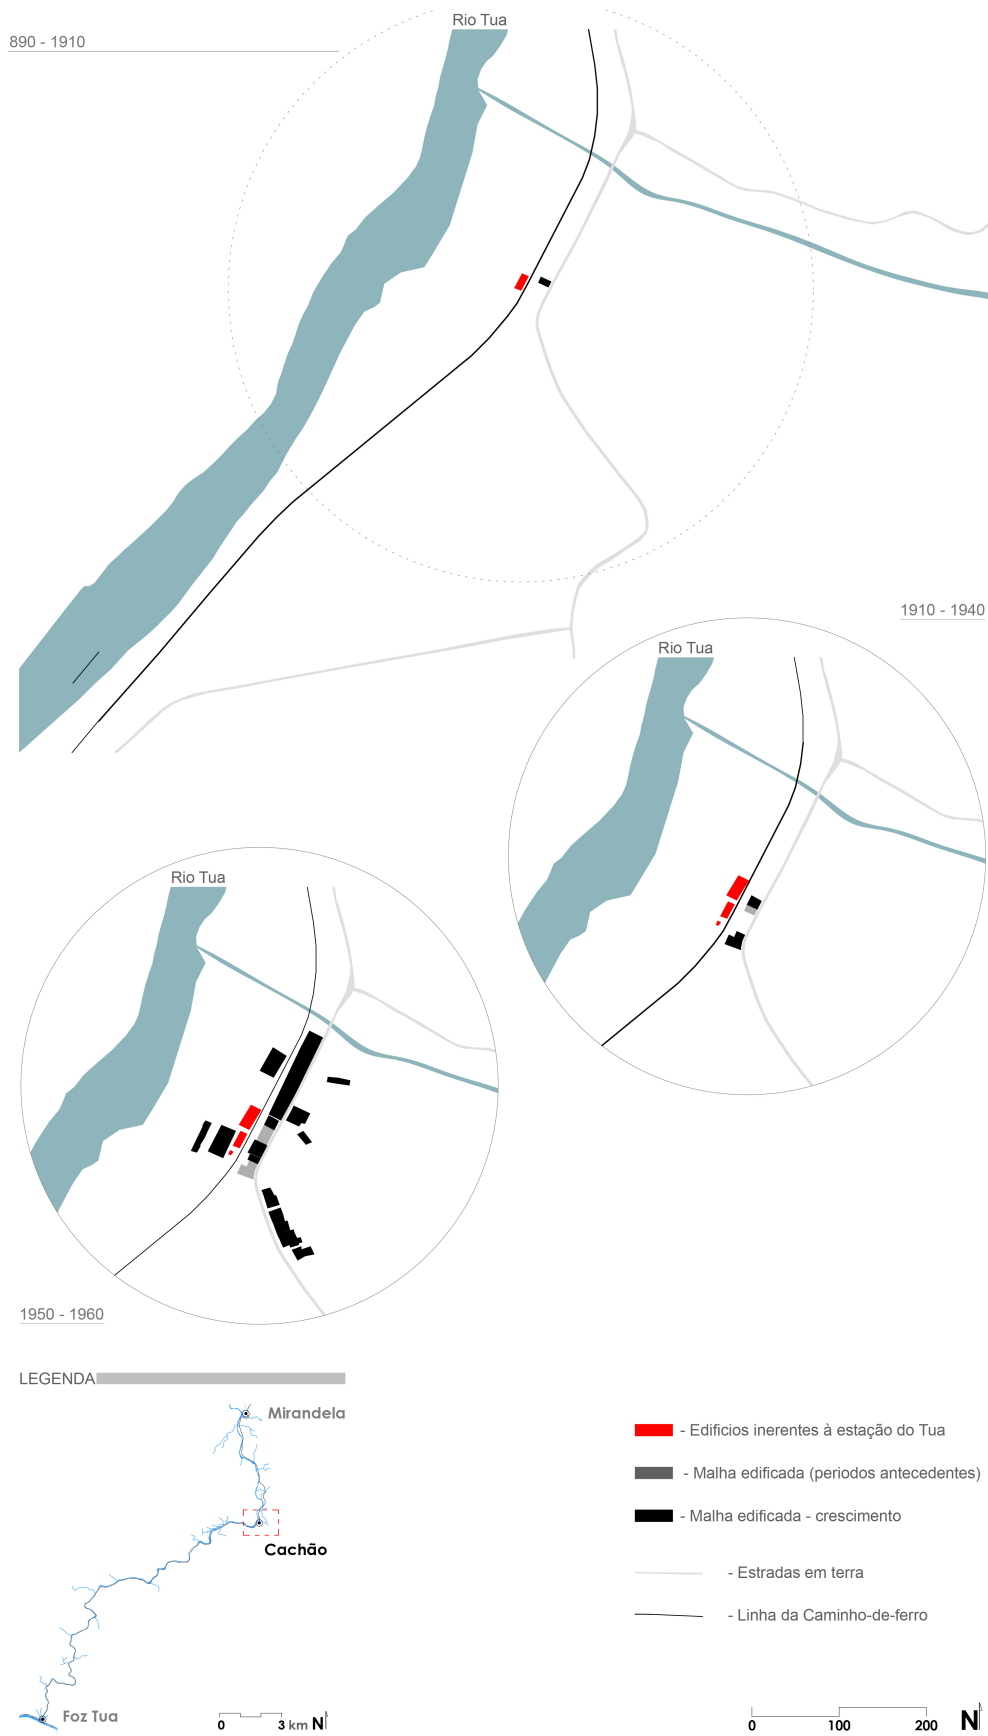 Rio Tua
890 - 1910
1910 - 1940
Rio Tua
Rio Tua
1950 - 1960
LEGENDA
Mirandela
Cachão
Foz Tua
0 3 km N
- Edificios inerentes à estação do Tua
- Malha edificada (periodos antecedentes)
- Malha edificada - crescimento
- Estradas em terra
- Linha da Caminho-de-ferro
0 100 200 N